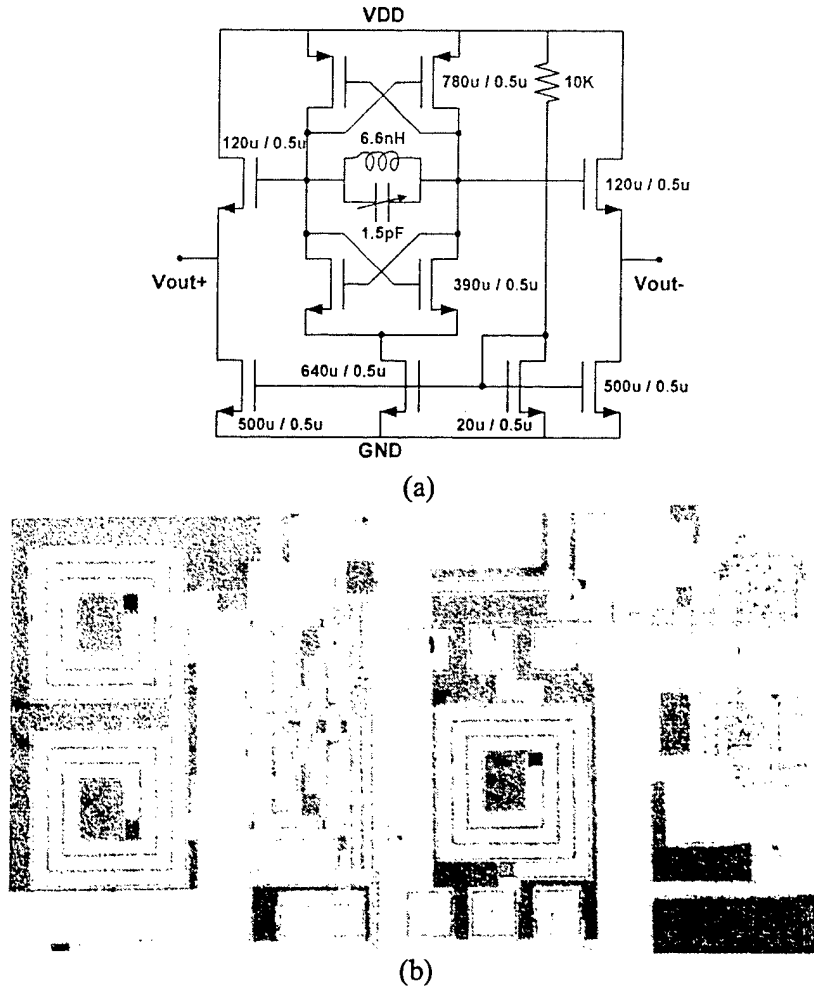 VDD
780u / 0.5u
10K
120u / 0.5u
6.6nH
120u / 0.5u
1.5pF
Vout+
390u / 0.5u
Vout-
640u / 0.5u
500u / 0.5u
500u / 0.5u
20u / 0.5u
GND
(a)
(b)